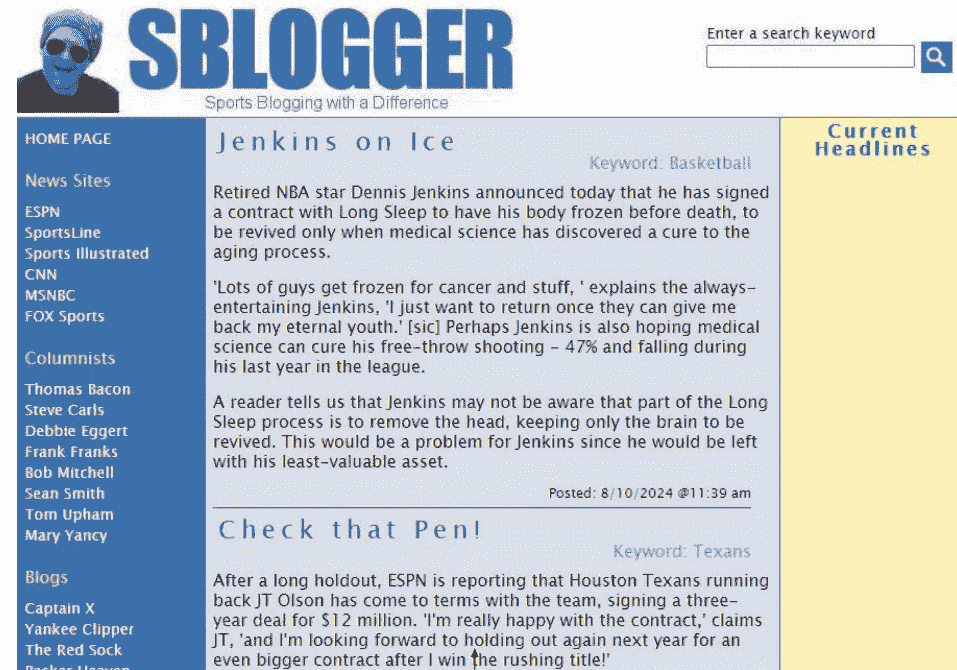 SBLOGGER
Sports Blogging with a Difference
Enter a search keyword
HOME PAGE
News Sites
ESPN
SportsLine
Sports Illustrated
CNN
MSNBC
FOX Sports
Columnists
Thomas Bacon
Steve Carls
Debbie Eggert
Frank Franks
Bob Mitchell
Sean Smith
Tom Upham
Mary Yancy
Blogs
Captain X
Yankee Clipper
The Red Sock
Packer Heaven
Jenkins on Ice
Keyword: Basketball
Retired NBA star Dennis Jenkins announced today that he has signed
a contract with Long Sleep to have his body frozen before death, to
be revived only when medical science has discovered a cure to the
aging process.
'Lots of guys get frozen for cancer and stuff, ' explains the always-
entertaining Jenkins, 'I just want to return once they can give me
back my eternal youth.' [sic] Perhaps Jenkins is also hoping medical
science can cure his free-throw shooting - 47% and falling during
his last year in the league.
A reader tells us that Jenkins may not be aware that part of the Long
Sleep process is to remove the head, keeping only the brain to be
revived. This would be a problem for Jenkins since he would be left
with his least-valuable asset.
Posted: 8/10/2024 @11:39 am
Check that Pen!
Keyword: Texans
After a long holdout, ESPN is reporting that Houston Texans running
back JT Olson has come to terms with the team, signing a three-
year deal for $12 million. 'I'm really happy with the contract,' claims
JT, 'and I'm looking forward to holding out again next year for an
even bigger contract after I win the rushing title!'
Current
Headlines